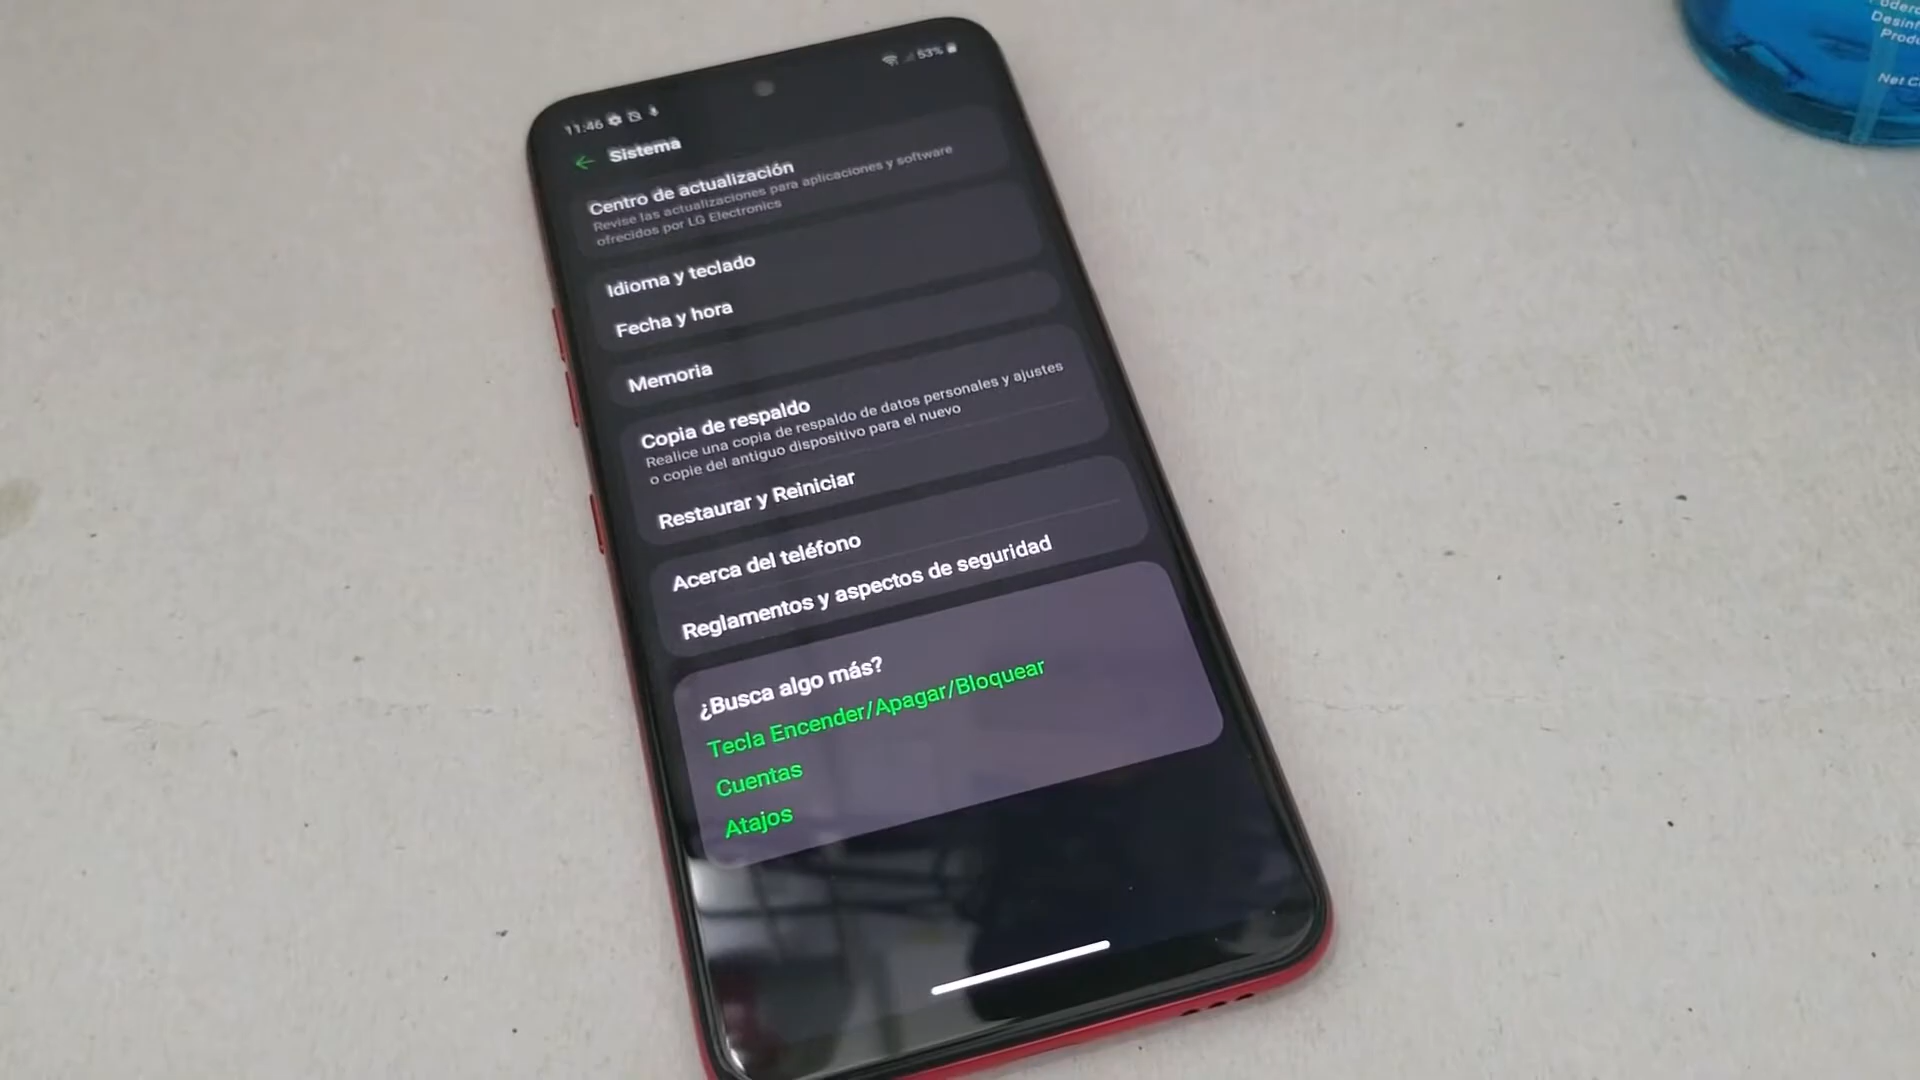 11:46
53%
Sistema
Centro de actualización
Revise las actualizaciones para aplicaciones y software
ofrecidos por LG Electronics
Idioma y teclado
Fecha y hora
Memoria
Copia de respaldo
Realice una copia de respaldo de datos personales y ajustes
o copie del antiguo dispositivo para el nuevo
Restaurar y Reiniciar
Acerca del teléfono
Reglamentos y aspectos de seguridad
¿Busca algo más?
Tecla Encender/Apagar/Bloquear
Cuentas
Atajos
Net